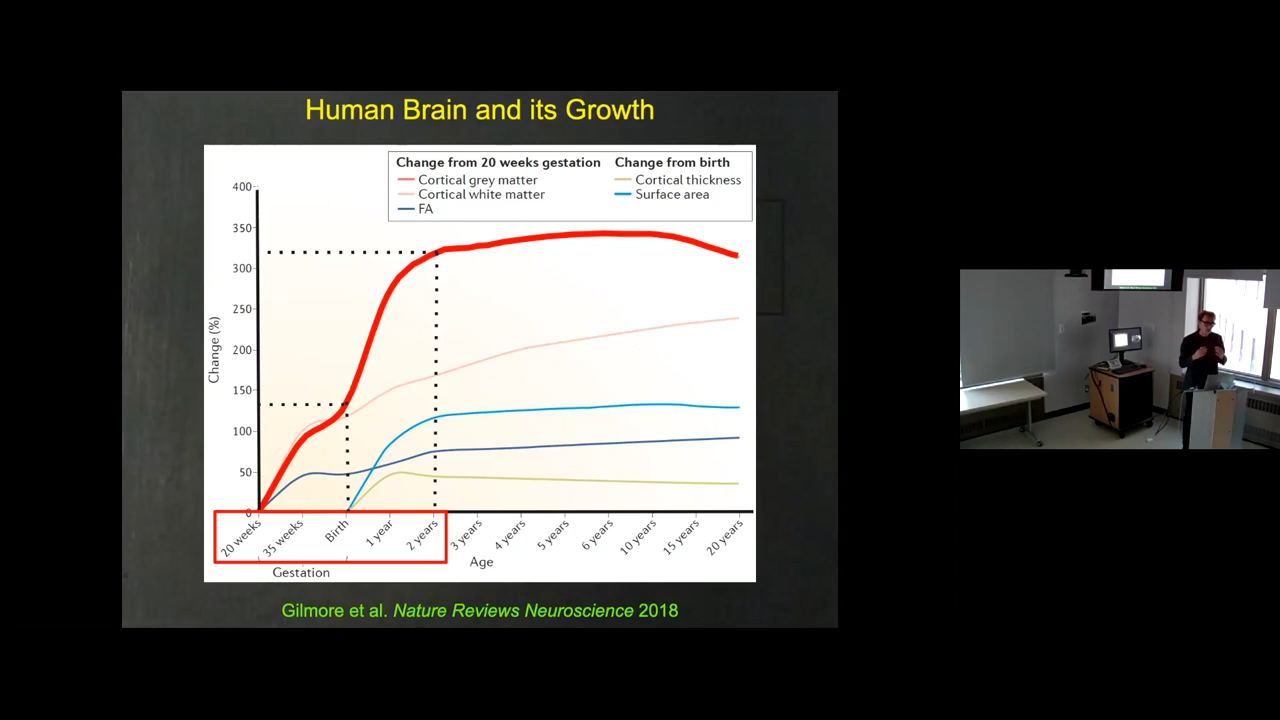 Human Brain and its Growth
Change from 20 weeks gestation
Cortical grey matter
Cortical white matter
FA
Change from birth
Cortical thickness
Surface area
Change (%)
400
350
300
250
200
150
100
50
0
20 weeks
35 weeks
Birth
1 year
2 years
3 years
4 years
5 years
6 years
10 years
15 years
20 years
Gestation
Age
Gilmore et al. Nature Reviews Neuroscience 2018